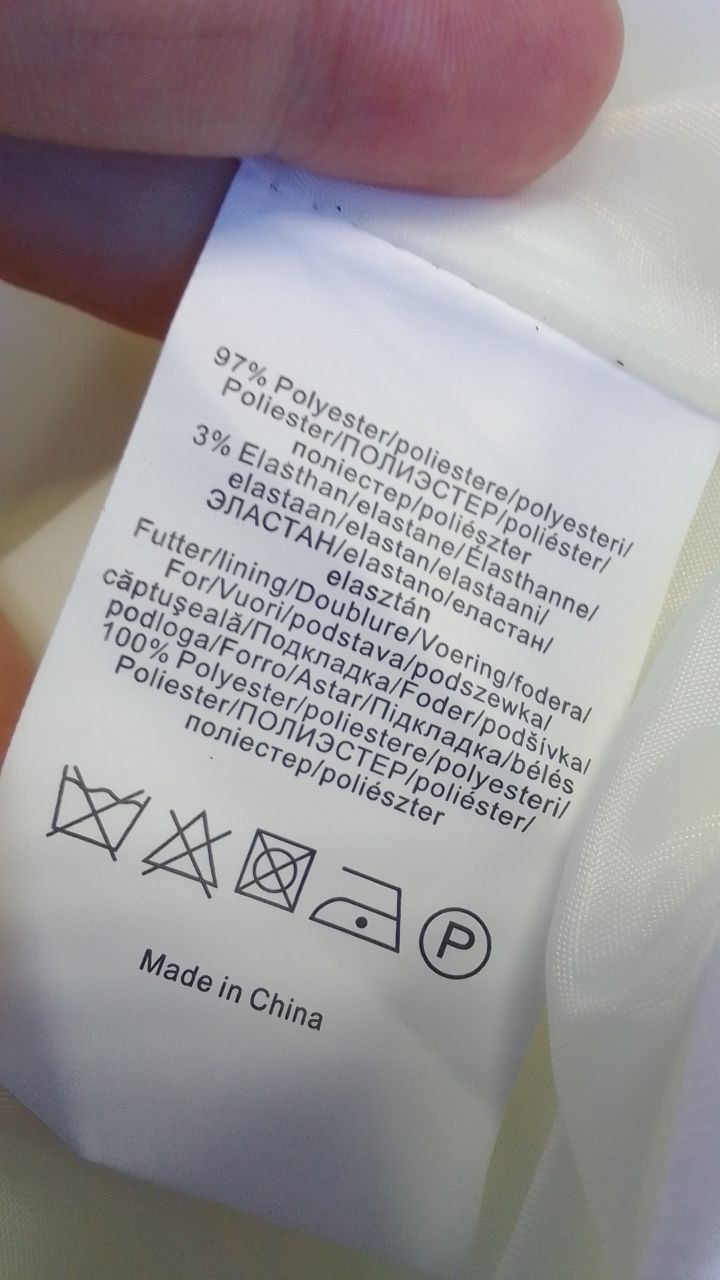 97% Polyester/poliestere/polyesteri/
Poliester/ПОЛИЭСТЕР/poliéster/
поліестер/poliészter
3% Elasthan/elastane/Élasthanne/
elastaan/elastan/elastaani/
ЭЛАСТАН/elastano/еластан/
elasztán
Futter/lining/Doublure/Voering/fodera/
For/Vuori/podstava/podszewka/
căptuşeală/Подкладка/Foder/podšívka/
podloga/Forro/Astar/Підкладка/bélés
100% Polyester/poliestere/polyesteri/
Poliester/ПОЛИЭСТЕР/poliéster/
поліестер/poliészter
P
Made in China